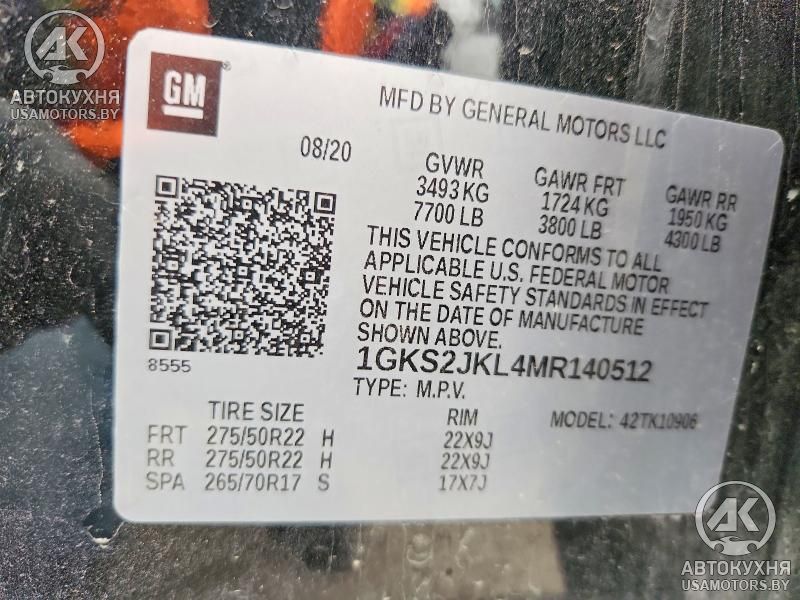 AK
АВТОКУХНЯ
USAMOTORS.BY
GM
MFD BY GENERAL MOTORS LLC
08/20
GVWR GAWR FRT GAWR RR
3493 KG 1724 KG 1950 KG
7700 LB 3800 LB 4300 LB
THIS VEHICLE CONFORMS TO ALL
APPLICABLE U.S. FEDERAL MOTOR
VEHICLE SAFETY STANDARDS IN EFFECT
ON THE DATE OF MANUFACTURE
SHOWN ABOVE.
8555
1GKS2JKL4MR140512
TYPE: M.P.V.
TIRE SIZE RIM MODEL: 42TK10906
FRT 275/50R22 H 22X9J
RR 275/50R22 H 22X9J
SPA 265/70R17 S 17X7J
AK
АВТОКУХНЯ
USAMOTORS.BY